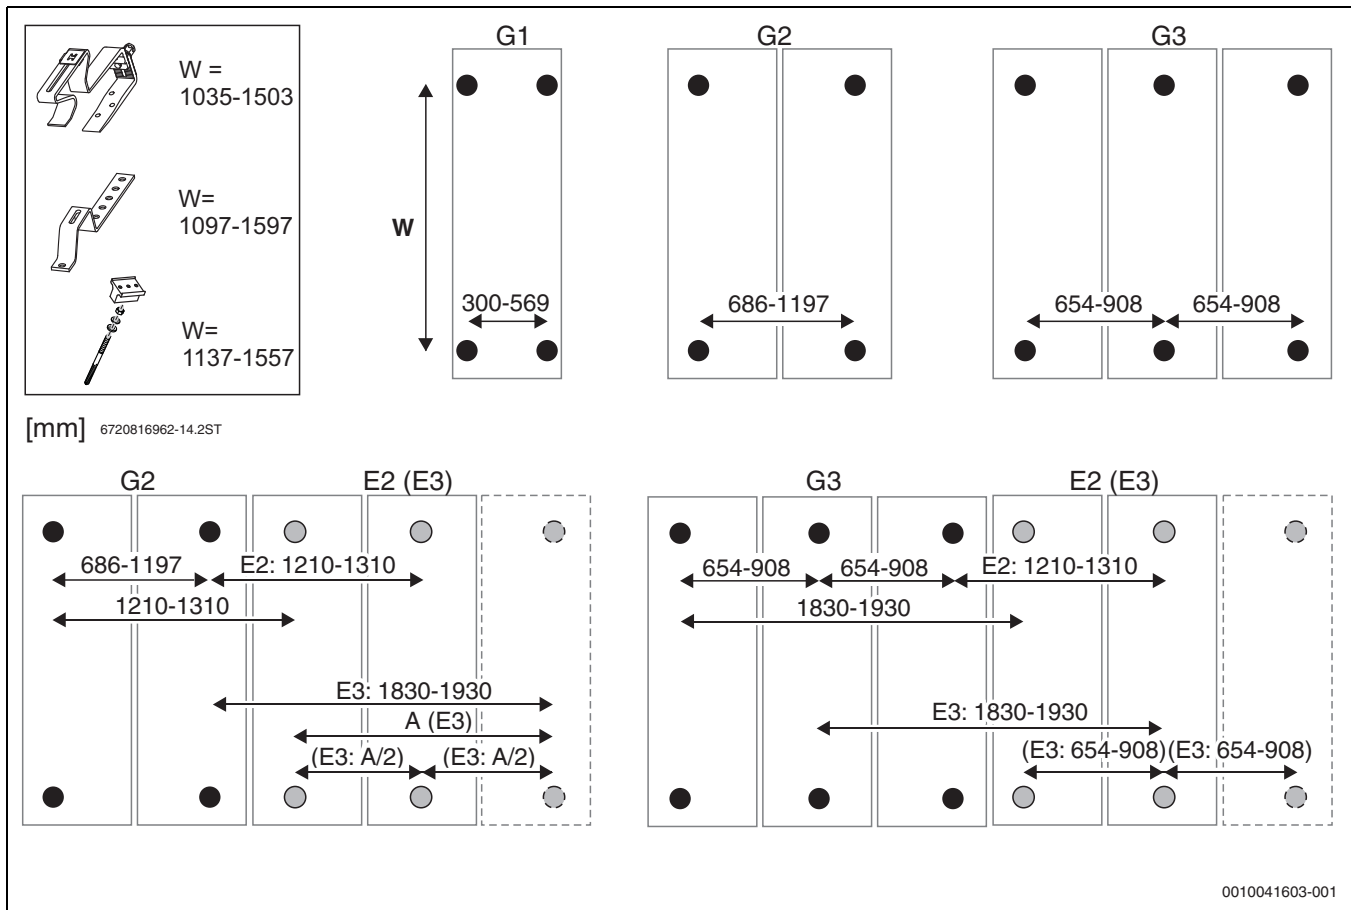 W =
1035-1503
W=
1097-1597
W=
1137-1557
G1
W
300-569
G2
686-1197
G3
654-908 654-908
[mm] 6720816962-14.2ST
G2 E2 (E3)
686-1197 E2: 1210-1310
1210-1310
E3: 1830-1930
A (E3)
(E3: A/2) (E3: A/2)
G3 E2 (E3)
654-908 654-908 E2: 1210-1310
1830-1930
E3: 1830-1930
(E3: 654-908) (E3: 654-908)
0010041603-001